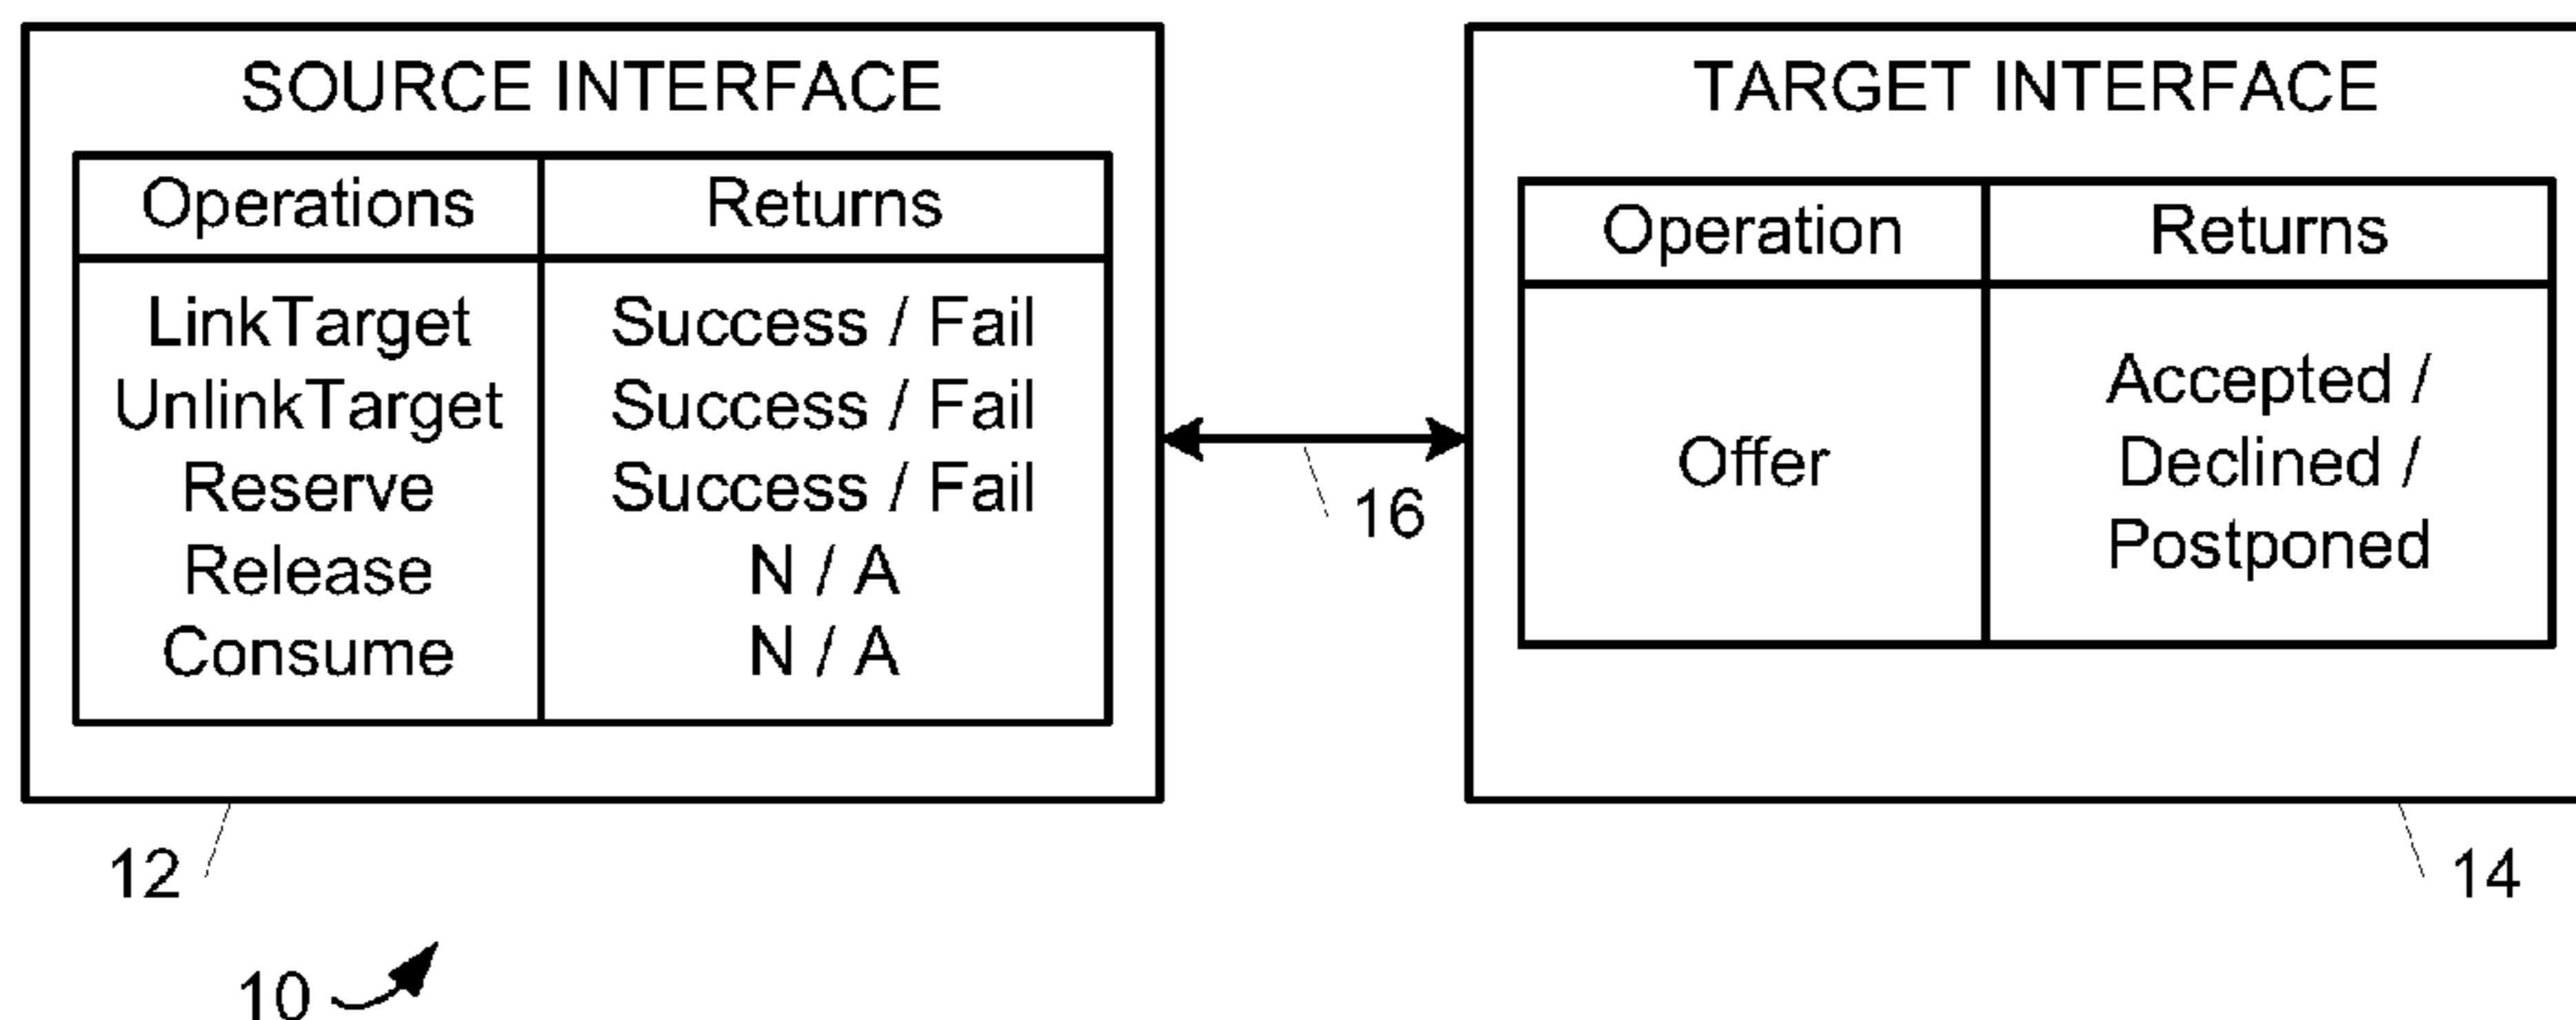 SOURCE INTERFACE
Operations Returns
LinkTarget Success / Fail
UnlinkTarget Success / Fail
Reserve Success / Fail
Release N / A
Consume N / A
12
10
16
TARGET INTERFACE
Operation Returns
Offer
Accepted /
Declined /
Postponed
14